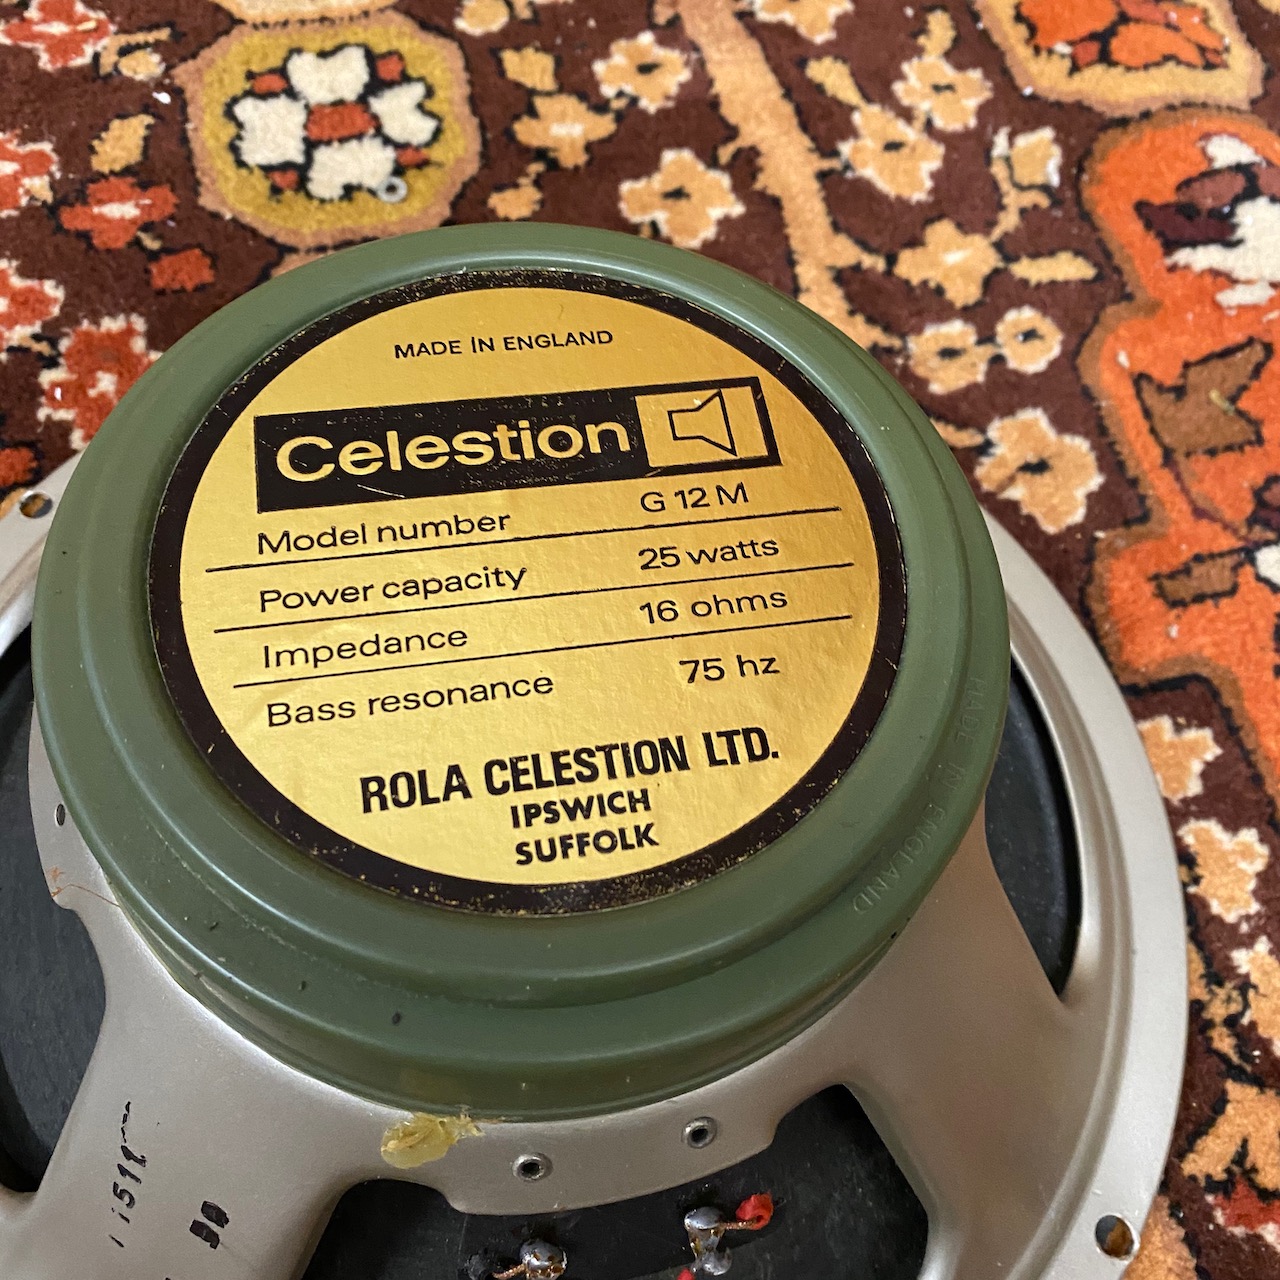 MADE IN ENGLAND
Celestion
Model number G 12 M
Power capacity 25 watts
Impedance 16 ohms
Bass resonance 75 hz
ROLA CELESTION LTD.
IPSWICH
SUFFOLK
MADE IN ENGLAND